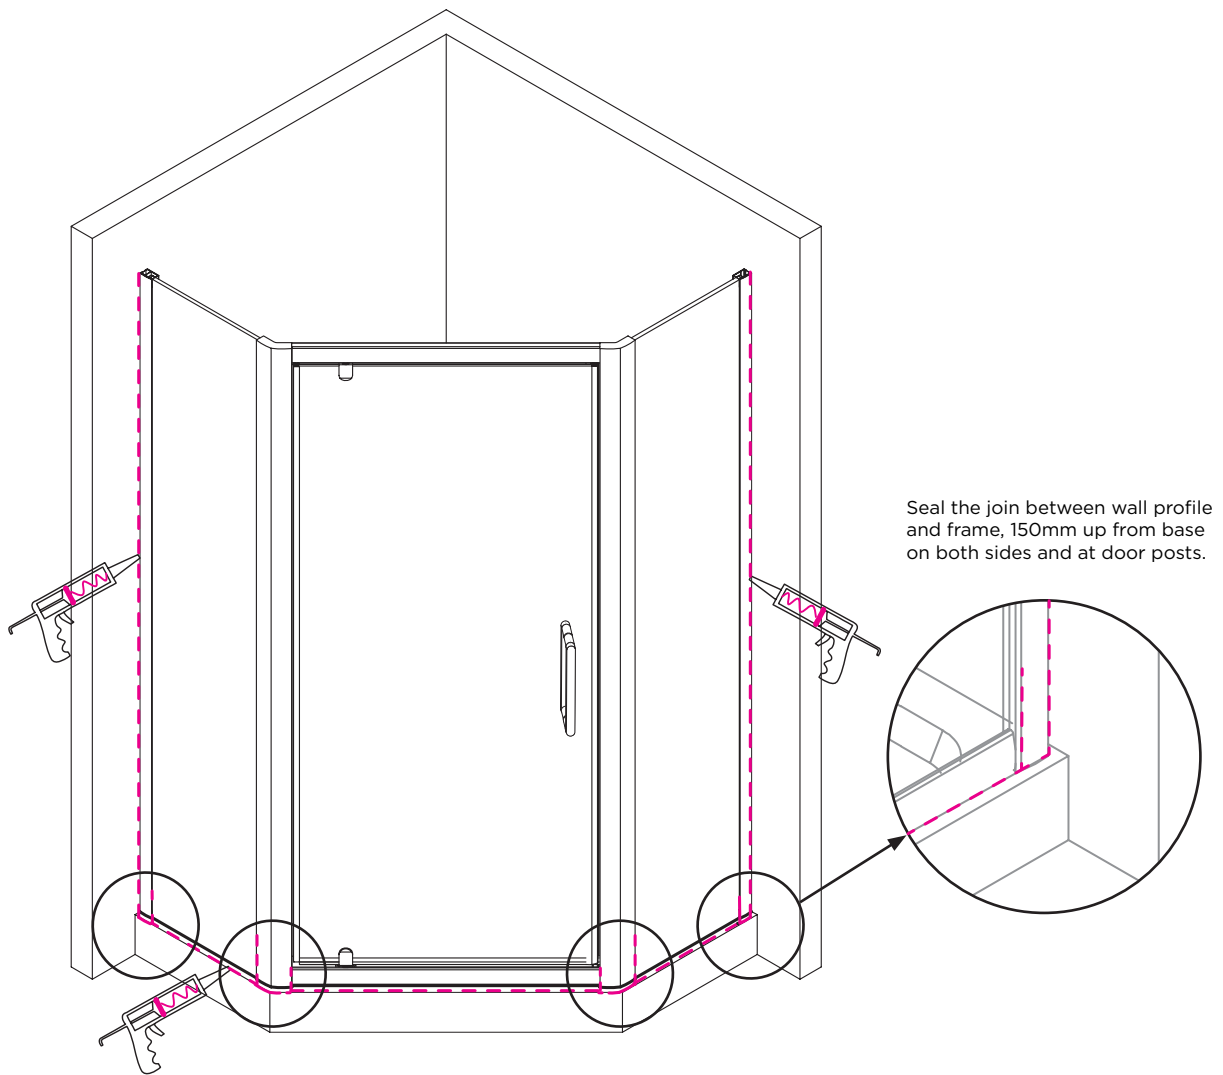 Seal the join between wall profile
and frame, 150mm up from base
on both sides and at door posts.